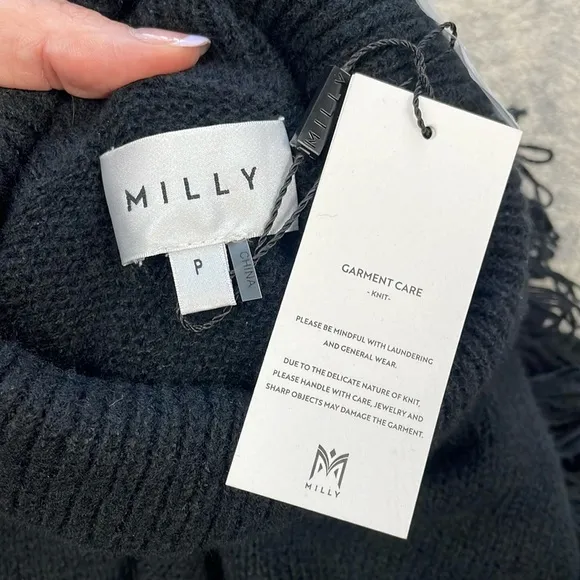 MILLY
P
CHINA
MILLY
GARMENT CARE
- KNIT-
PLEASE BE MINDFUL WITH LAUNDERING
AND GENERAL WEAR.
DUE TO THE DELICATE NATURE OF KNIT,
PLEASE HANDLE WITH CARE, JEWELRY AND
SHARP OBJECTS MAY DAMAGE THE GARMENT.
MILLY